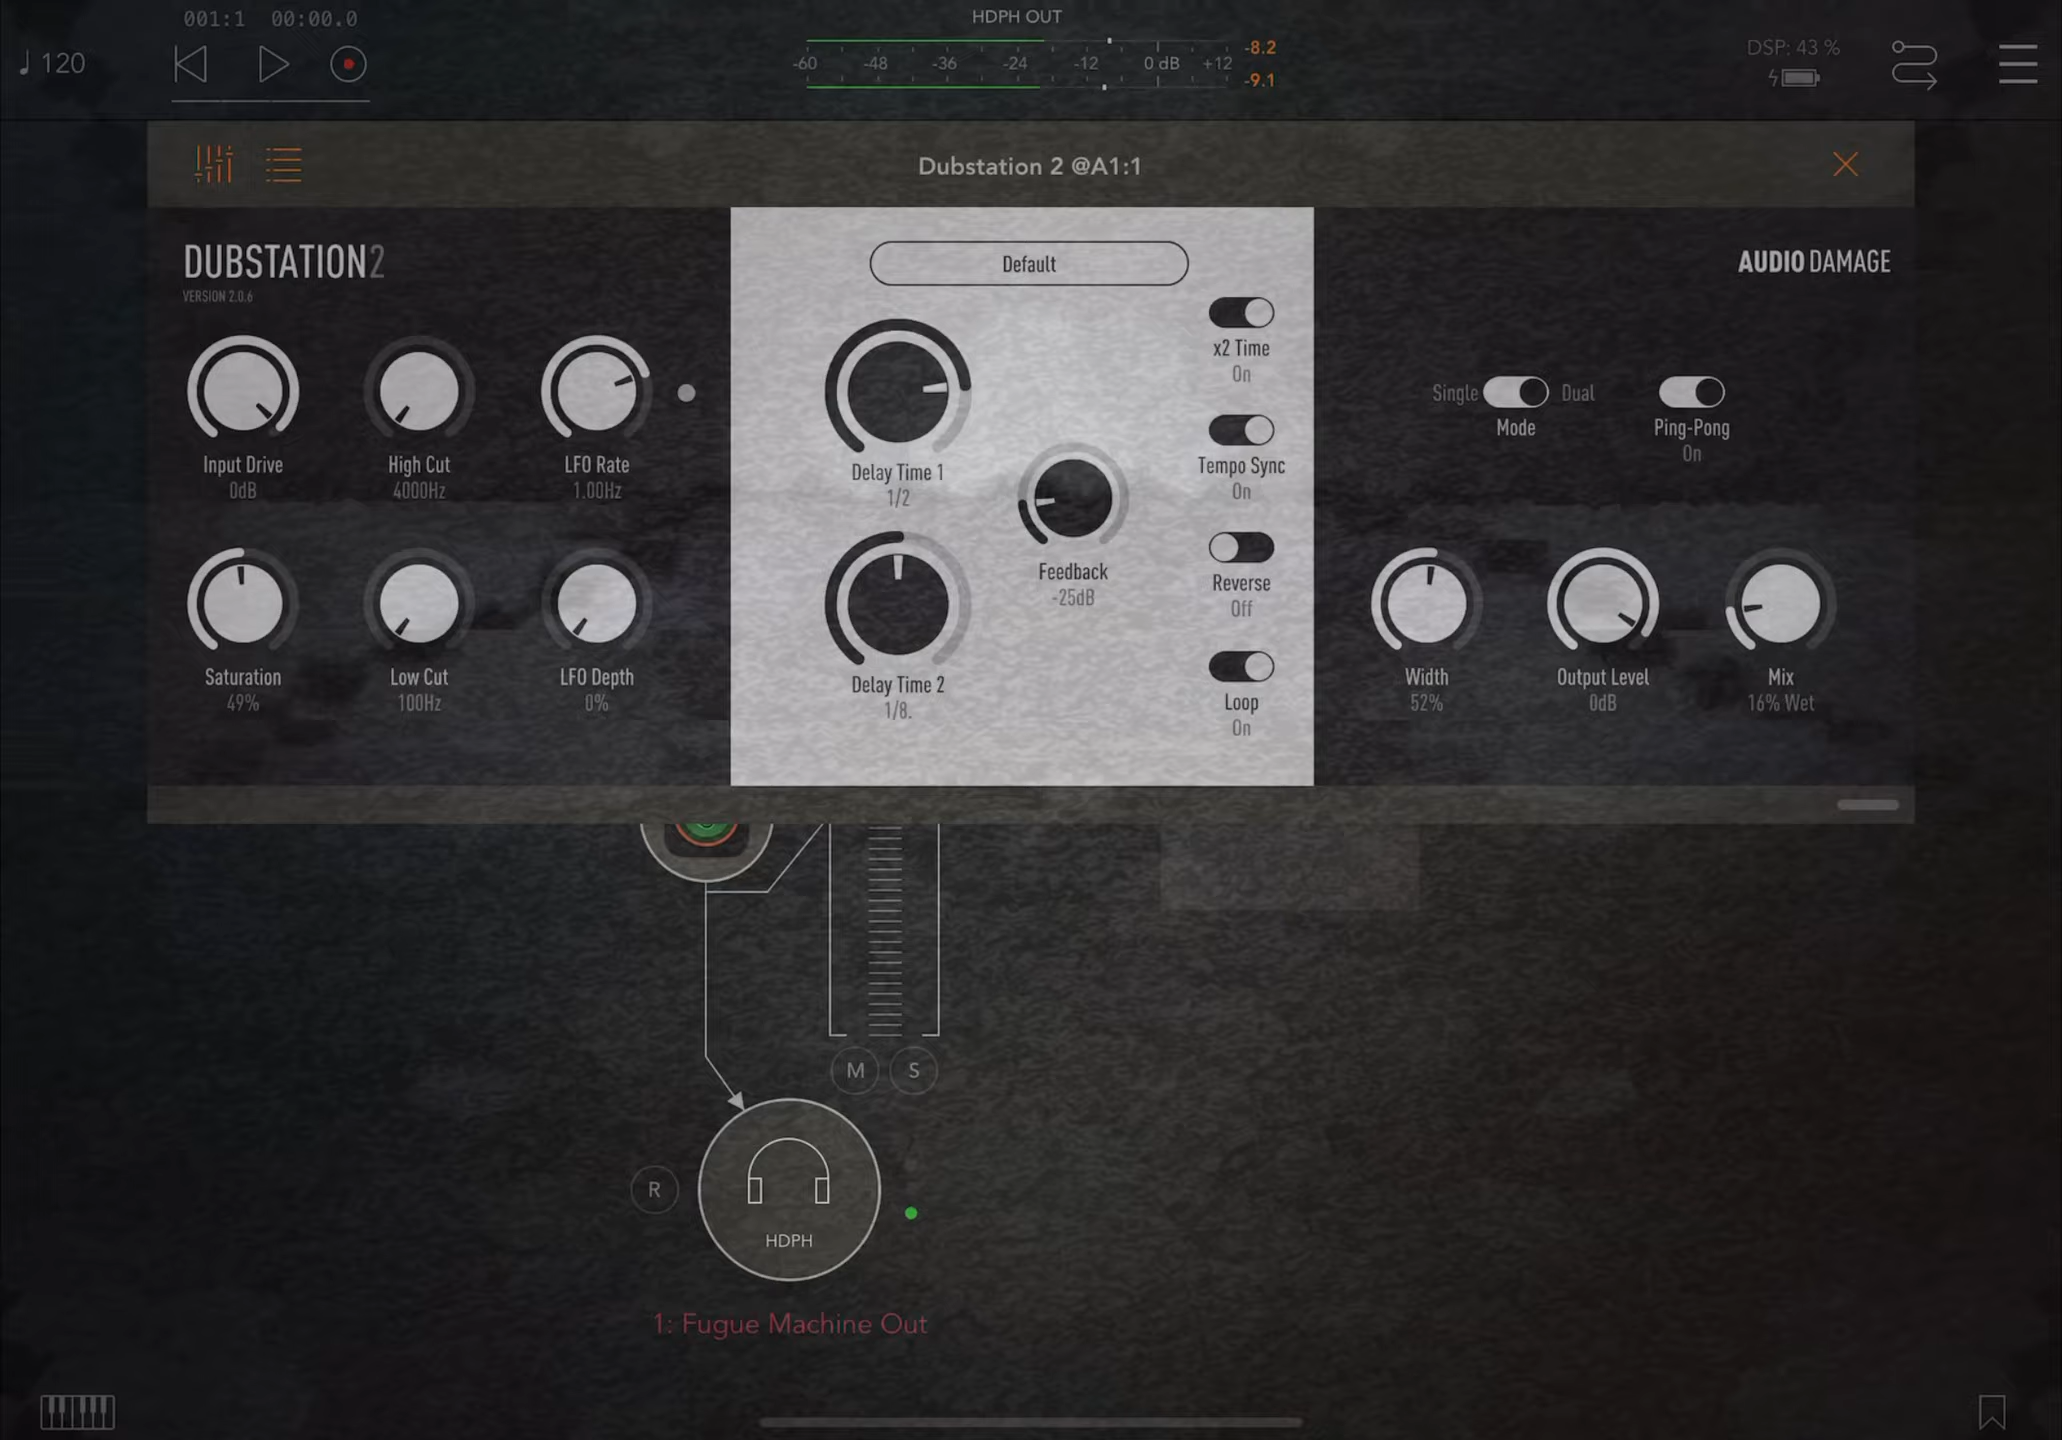 001:1 00:00.0
120
HDPH OUT
-60 -48 -36 -24 -12 0 dB +12
-8.2
-9.1
DSP: 43 %
Dubstation 2 @A1:1
DUBSTATION2
VERSION 2.0.6
AUDIO DAMAGE
Default
Input Drive
0dB
High Cut
4000Hz
LFO Rate
1.00Hz
Saturation
49%
Low Cut
100Hz
LFO Depth
0%
Delay Time 1
1/2
Delay Time 2
1/8.
Feedback
-25dB
x2 Time
On
Tempo Sync
On
Reverse
Off
Loop
On
Single Dual
Mode
Ping-Pong
On
Width
52%
Output Level
0dB
Mix
16% Wet
M S
R
HDPH
1: Fugue Machine Out